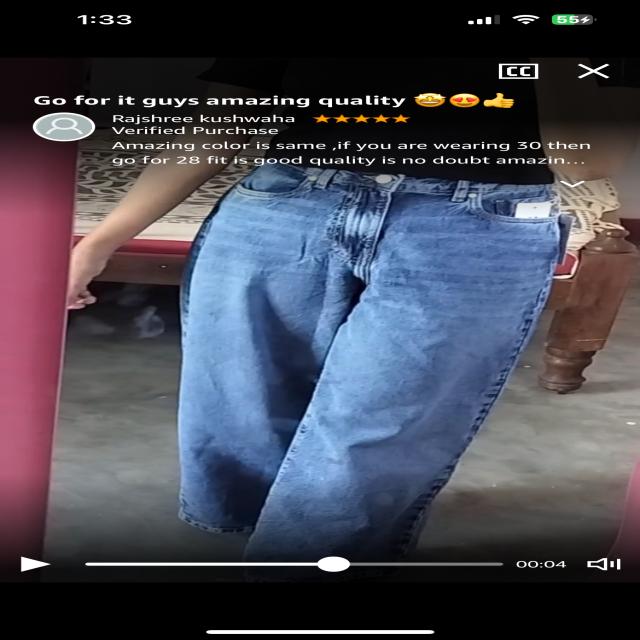 1:33
55
CC
Go for it guys amazing quality 🤩😍👍
Rajshree kushwaha ★★★★★
Verified Purchase
Amazing color is same ,if you are wearing 30 then
go for 28 fit is good quality is no doubt amazin...
00:04